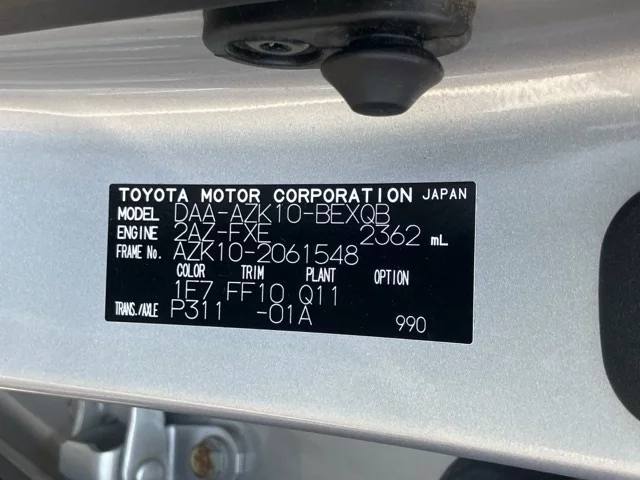 TOYOTA MOTOR CORPORATION JAPAN
MODEL DAA-AZK10-BEXQB
ENGINE 2AZ-FXE 2362 mL
FRAME No. AZK10-2061548
COLOR TRIM PLANT OPTION
1F7 FF10 Q11
TRANS./AXLE P311 -01A 990